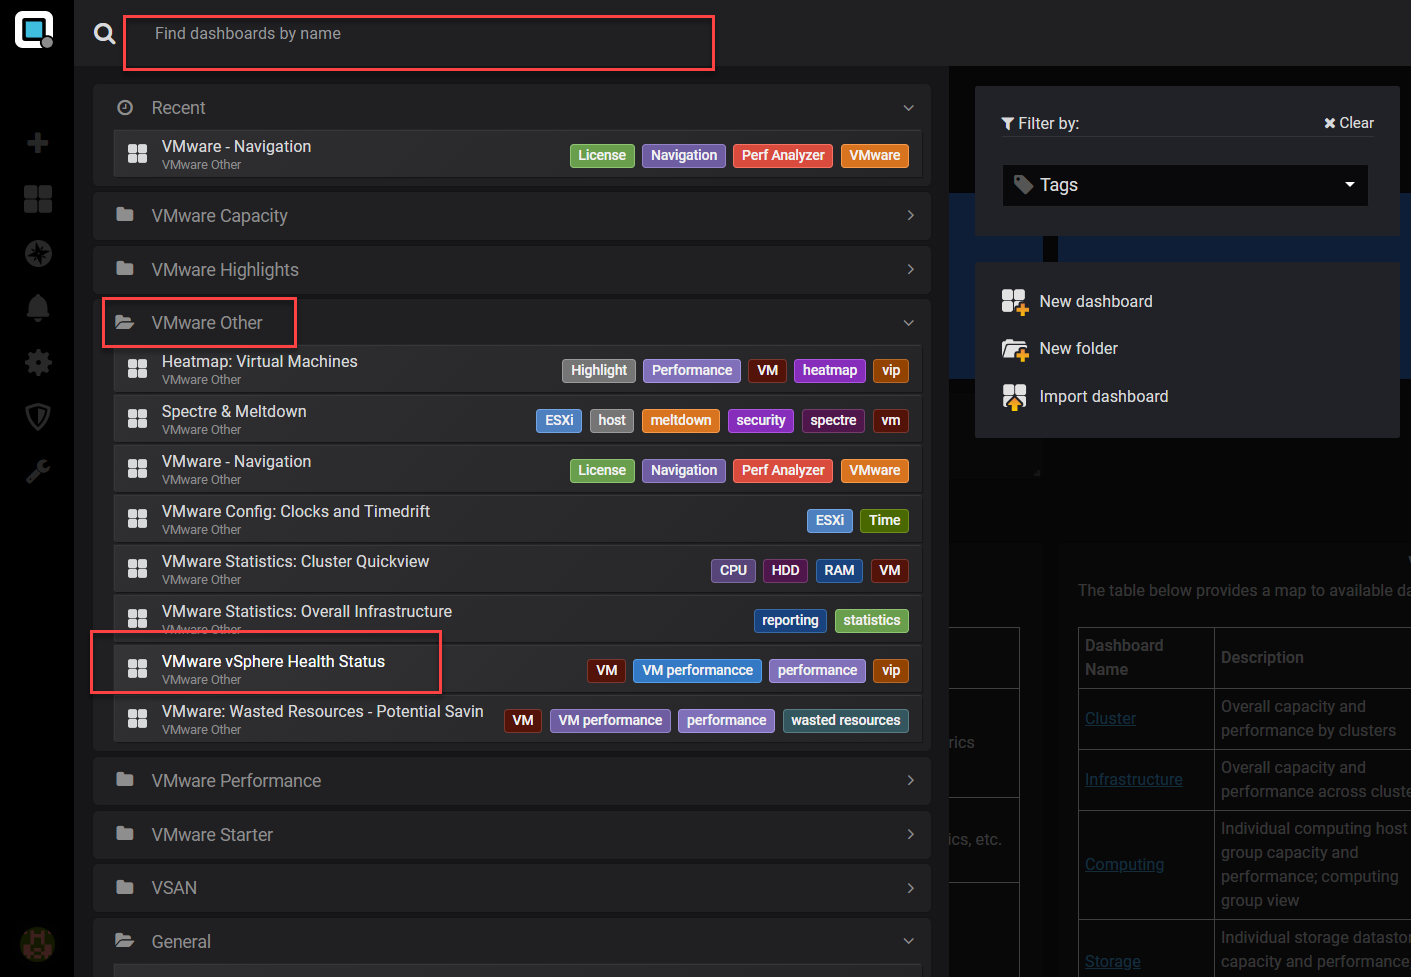 Find dashboards by name
Recent
VMware - Navigation
VMware Other
License Navigation Perf Analyzer VMware
VMware Capacity
VMware Highlights
VMware Other
Heatmap: Virtual Machines
VMware Other
Highlight Performance VM heatmap vip
Spectre & Meltdown
VMware Other
ESXi host meltdown security spectre vm
VMware - Navigation
VMware Other
License Navigation Perf Analyzer VMware
VMware Config: Clocks and Timedrift
VMware Other
ESXi Time
VMware Statistics: Cluster Quickview
VMware Other
CPU HDD RAM VM
VMware Statistics: Overall Infrastructure
VMware Other
reporting statistics
VMware vSphere Health Status
VMware Other
VM VM performancce performance vip
VMware: Wasted Resources - Potential Savin
VMware Other
VM VM performance performance wasted resources
VMware Performance
VMware Starter
VSAN
General
Filter by:
Clear
Tags
New dashboard
New folder
Import dashboard
rics
ics, etc.
The table below provides a map to available da
Dashboard
Name
Description
Cluster
Overall capacity and
performance by clusters
Infrastructure
Overall capacity and
performance across cluste
Computing
Individual computing host
group capacity and
performance; computing
group view
Storage
Individual storage datastor
capacity and performance